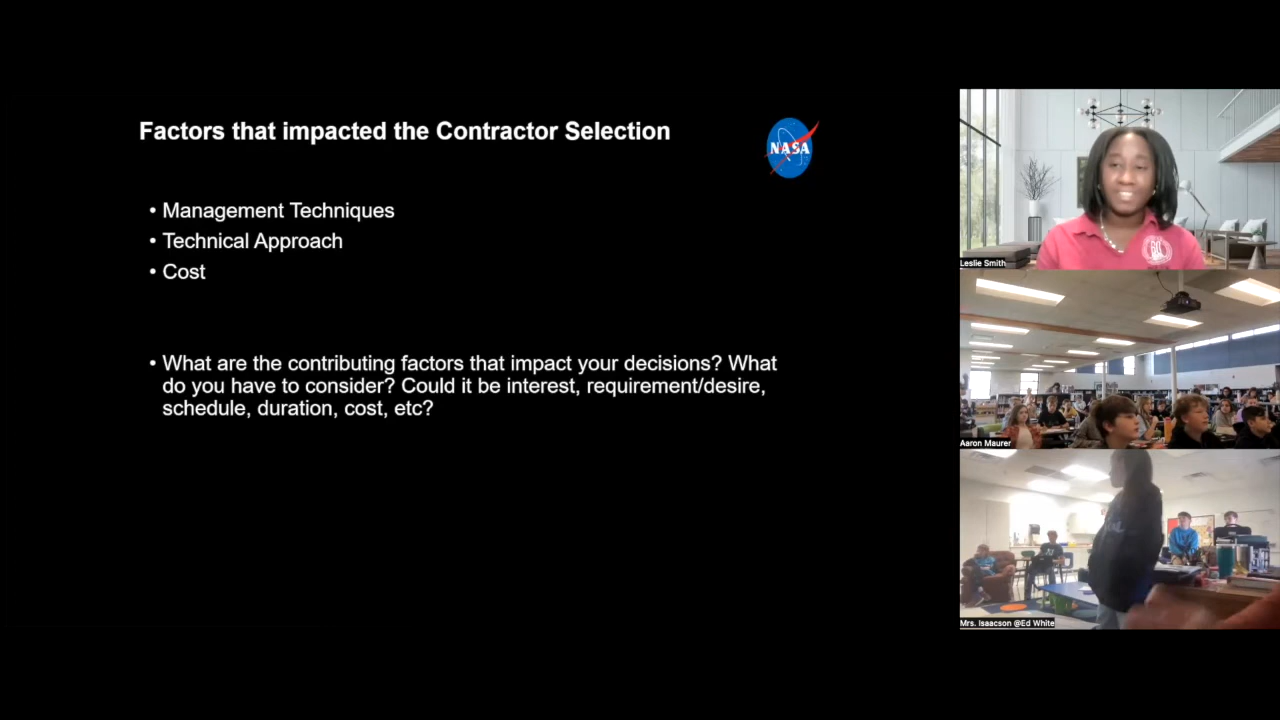 Factors that impacted the Contractor Selection
NASA
• Management Techniques
• Technical Approach
• Cost
• What are the contributing factors that impact your decisions? What
do you have to consider? Could it be interest, requirement/desire,
schedule, duration, cost, etc?
Leslie Smith
Aaron Maurer
Mrs. Isaacson @Ed White